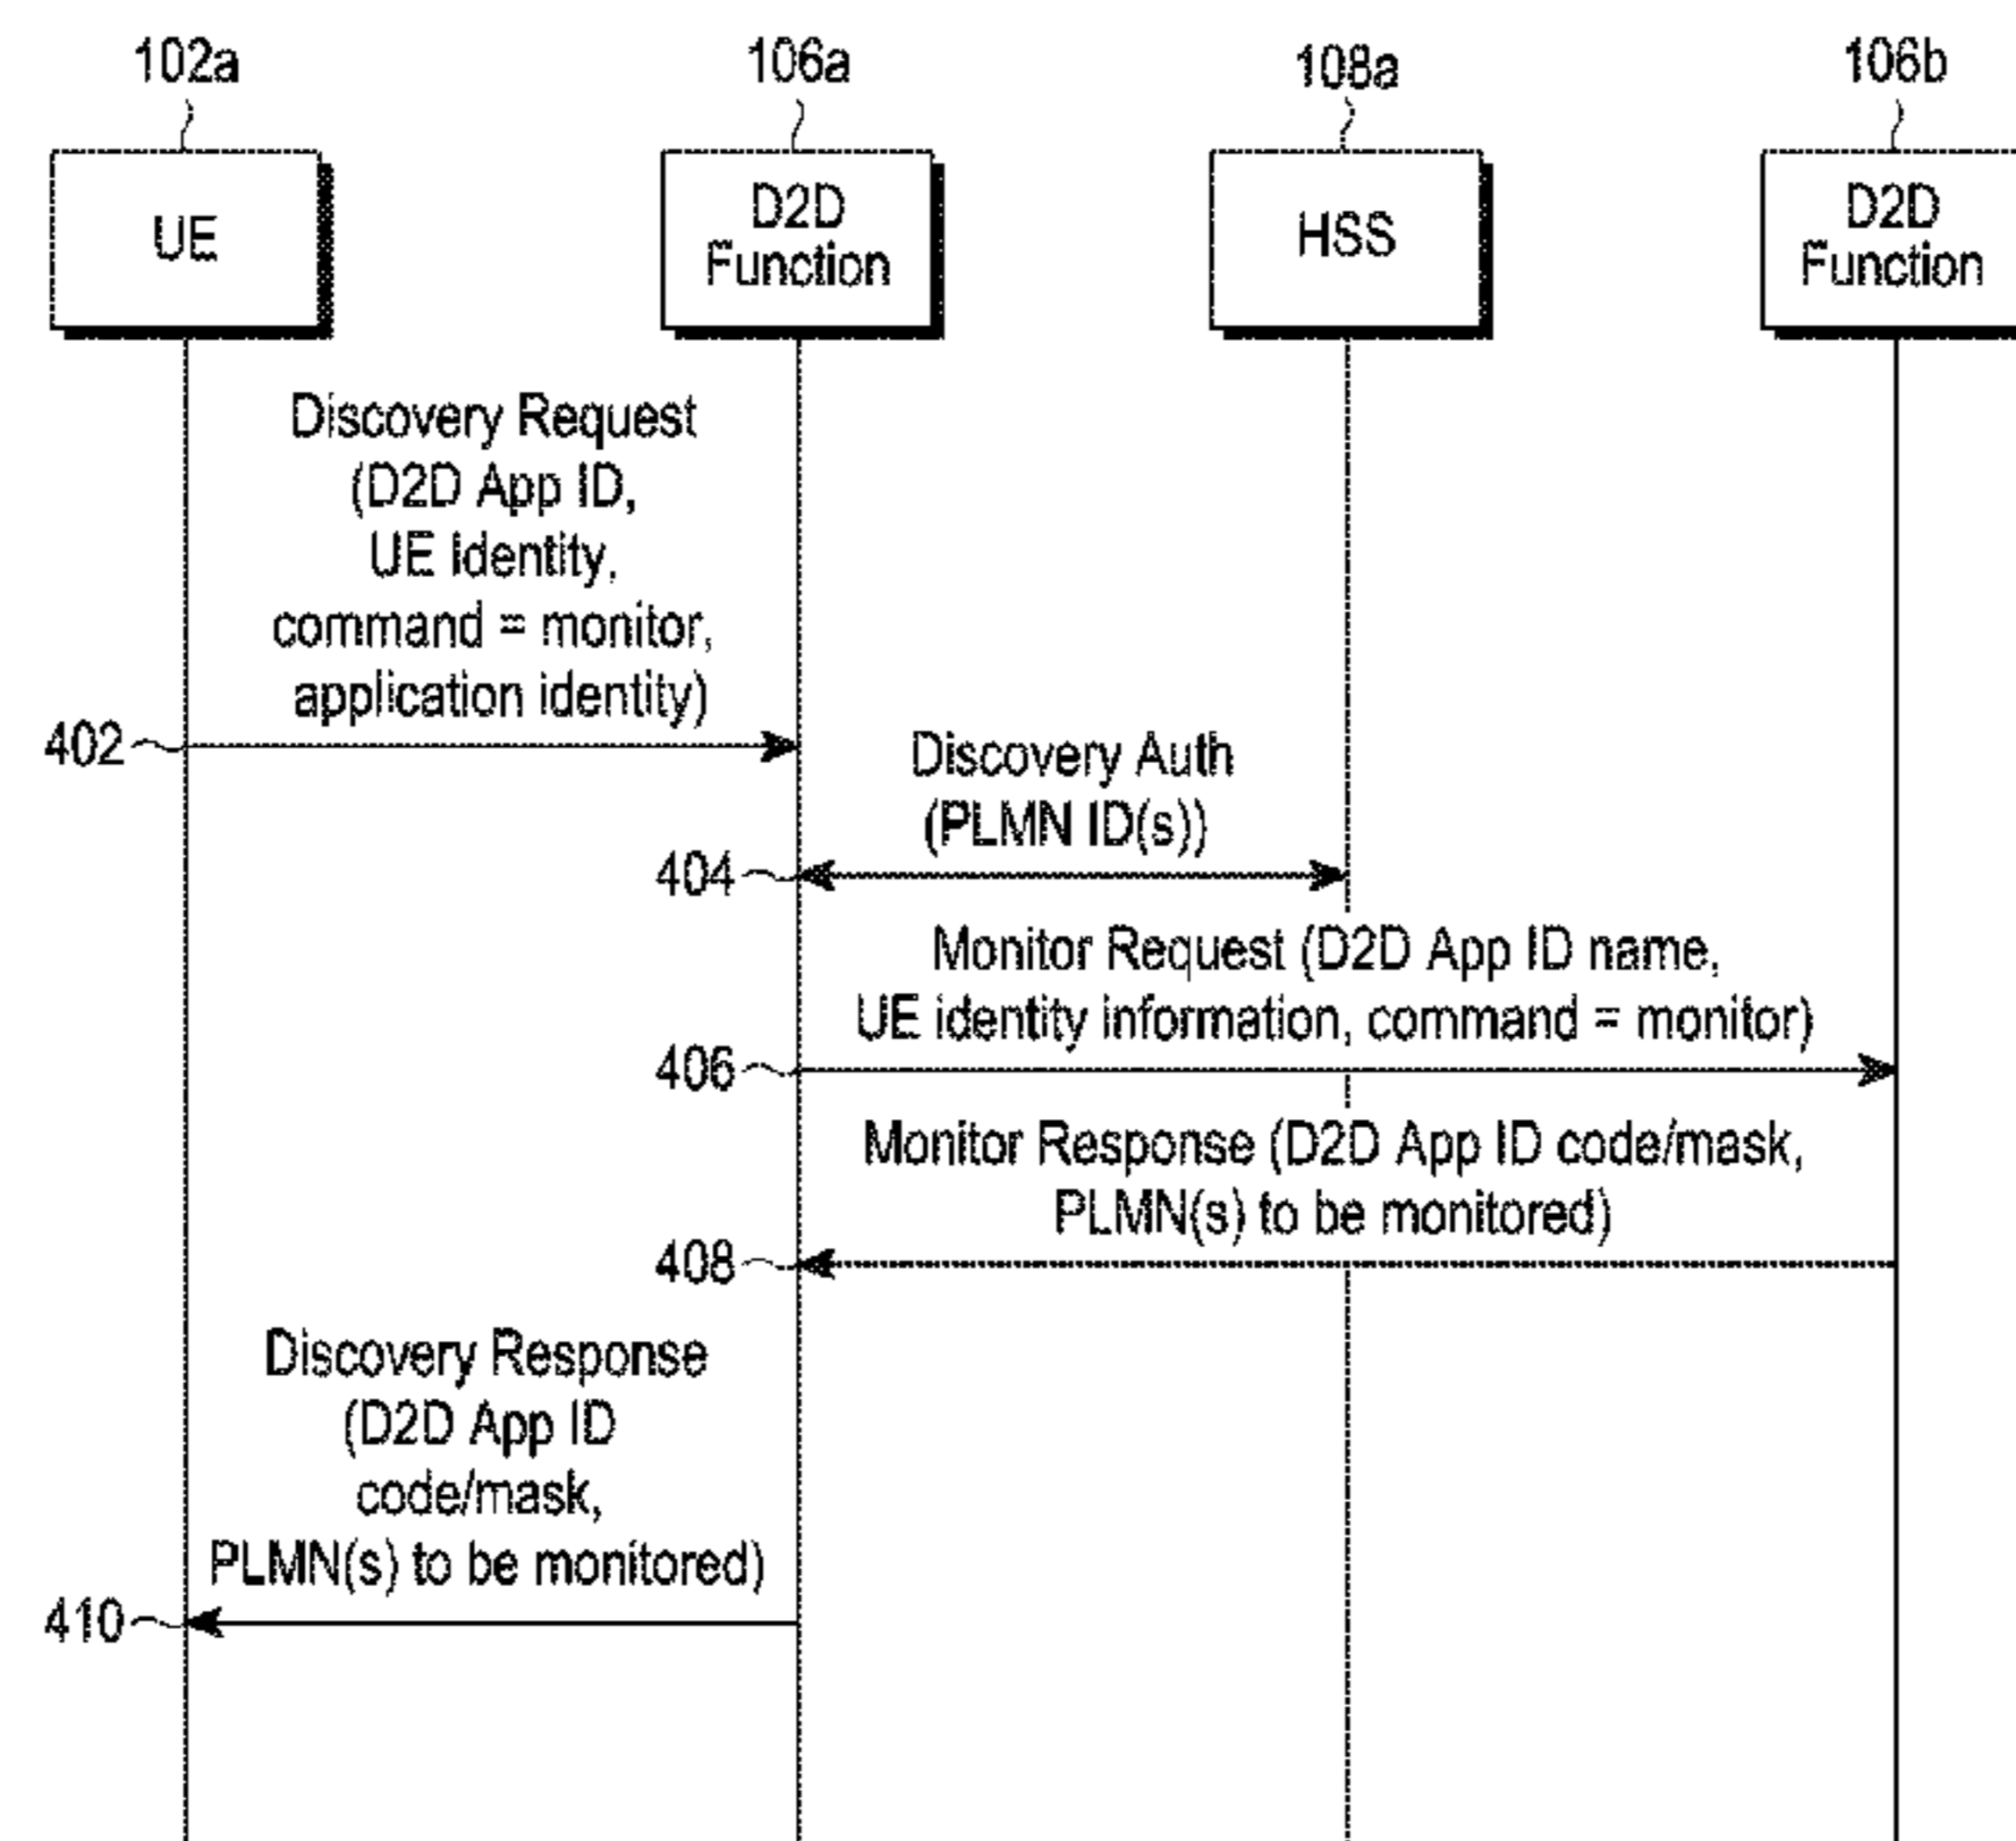 102a
106a
108a
106b
UE
D2D
Function
HSS
D2D
Function
Discovery Request
(D2D App ID,
UE Identity,
command = monitor,
application identity)
402
Discovery Auth
(PLMN ID(s))
404
Monitor Request (D2D App ID name,
UE identity information, command = monitor)
406
Monitor Response (D2D App ID code/mask,
PLMN(s) to be monitored)
408
Discovery Response
(D2D App ID
code/mask,
PLMN(s) to be monitored)
410